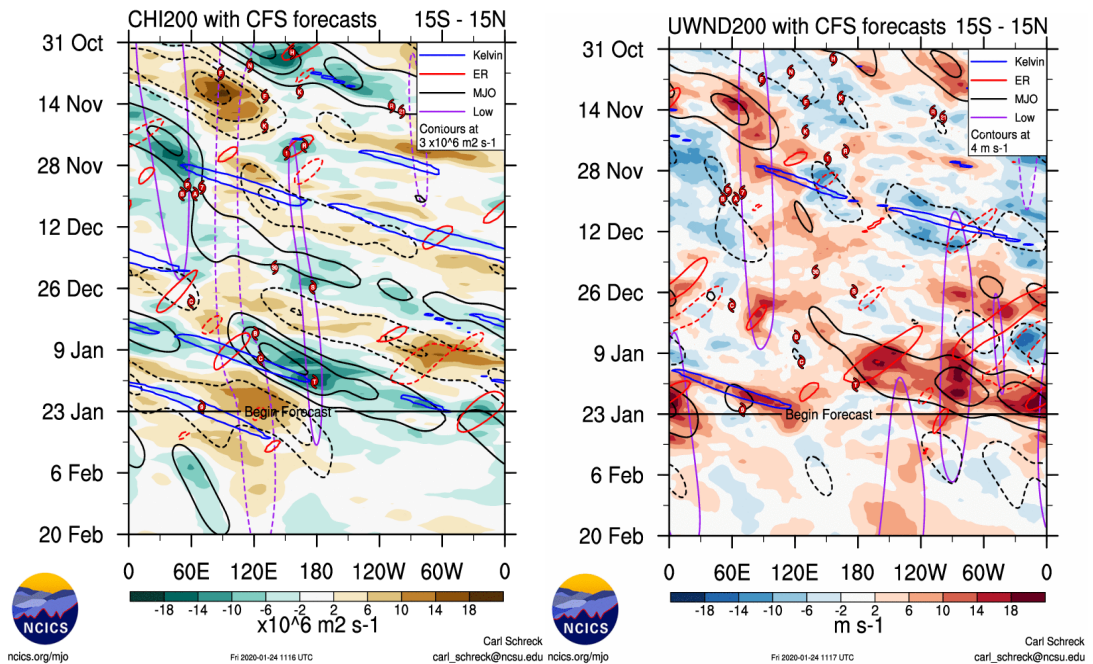 CHI200 with CFS forecasts 15S - 15N
31 Oct
14 Nov
28 Nov
12 Dec
26 Dec
9 Jan
23 Jan
6 Feb
20 Feb
Kelvin
ER
MJO
Low
Contours at
3 x10^6 m2 s-1
Begin Forecast
0 60E 120E 180 120W 60W 0
-18 -14 -10 -6 -2 2 6 10 14 18
x10^6 m2 s-1
NCICS
ncics.org/mjo
Fri 2020-01-24 1116 UTC
Carl Schreck
carl_schreck@ncsu.edu
UWND200 with CFS forecasts 15S - 15N
31 Oct
14 Nov
28 Nov
12 Dec
26 Dec
9 Jan
23 Jan
6 Feb
20 Feb
Kelvin
ER
MJO
Low
Contours at
4 m s-1
Begin Forecast
0 60E 120E 180 120W 60W 0
-18 -14 -10 -6 -2 2 6 10 14 18
m s-1
NCICS
ncics.org/mjo
Fri 2020-01-24 1117 UTC
Carl Schreck
carl_schreck@ncsu.edu